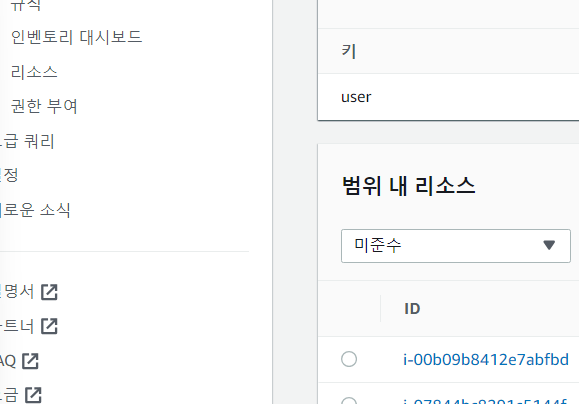 규칙
인벤토리 대시보드
리소스
권한 부여
급 쿼리
정
로운 소식
명서
트너
AQ
금
키
user
범위 내 리소스
미준수
ID
i-00b09b8412e7abfbd